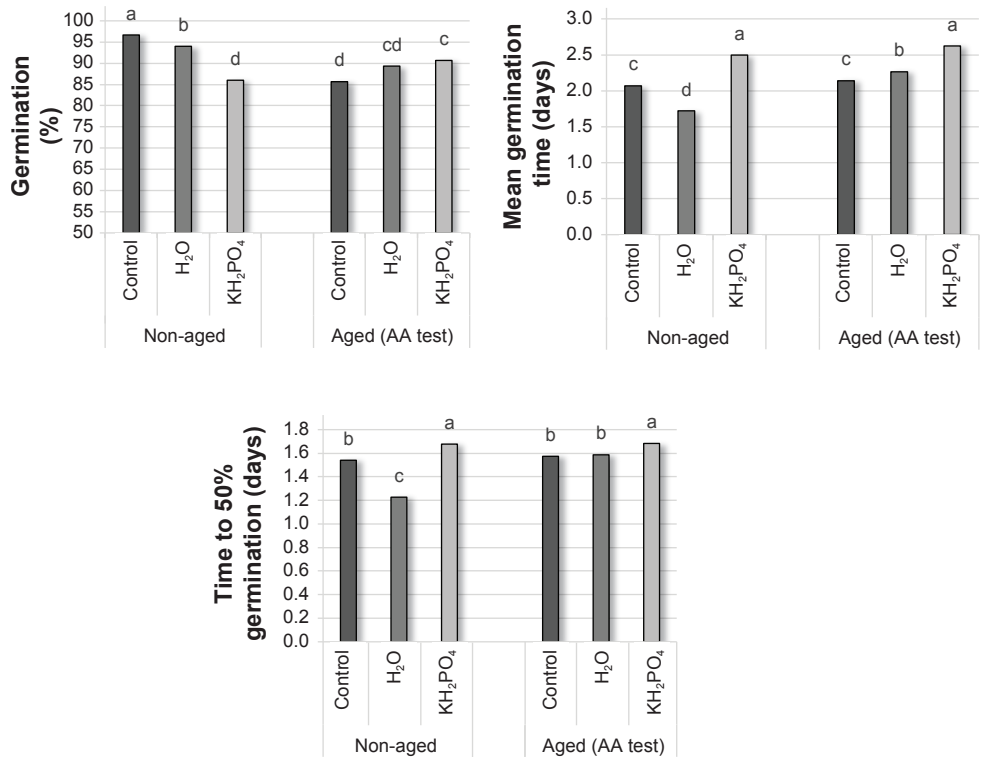 Germination
(%)
100
95
90
85
80
75
70
65
60
55
50
a
b
d
d
cd
c
Control
H₂O
KH₂PO₄
Control
H₂O
KH₂PO₄
Non-aged
Aged (AA test)
Mean germination
time (days)
3.0
2.5
2.0
1.5
1.0
0.5
0.0
c
d
a
c
b
a
Control
H₂O
KH₂PO₄
Control
H₂O
KH₂PO₄
Non-aged
Aged (AA test)
Time to 50%
germination (days)
1.8
1.6
1.4
1.2
1.0
0.8
0.6
0.4
0.2
0.0
b
c
a
b
b
a
Control
H₂O
KH₂PO₄
Control
H₂O
KH₂PO₄
Non-aged
Aged (AA test)